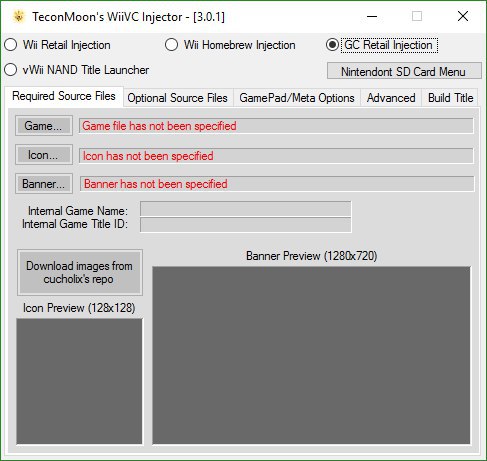 TeconMoon's WiiVC Injector - [3.0.1]
Wii Retail Injection Wii Homebrew Injection GC Retail Injection
vWii NAND Title Launcher Nintendont SD Card Menu
Required Source Files Optional Source Files GamePad/Meta Options Advanced Build Title
Game... Game file has not been specified
Icon... Icon has not been specified
Banner... Banner has not been specified
Internal Game Name:
Internal Game Title ID:
Banner Preview (1280x720)
Download images from
cucholix's repo
Icon Preview (128x128)